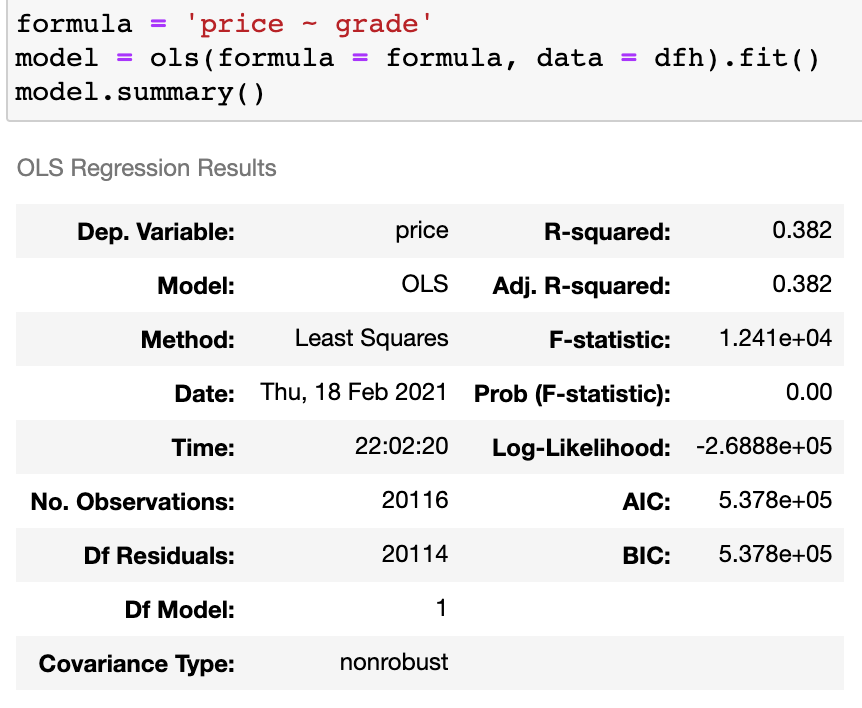 formula = 'price ~ grade'
model = ols(formula = formula, data = dfh).fit()
model.summary()
OLS Regression Results
Dep. Variable: price R-squared: 0.382
Model: OLS Adj. R-squared: 0.382
Method: Least Squares F-statistic: 1.241e+04
Date: Thu, 18 Feb 2021 Prob (F-statistic): 0.00
Time: 22:02:20 Log-Likelihood: -2.6888e+05
No. Observations: 20116 AIC: 5.378e+05
Df Residuals: 20114 BIC: 5.378e+05
Df Model: 1
Covariance Type: nonrobust